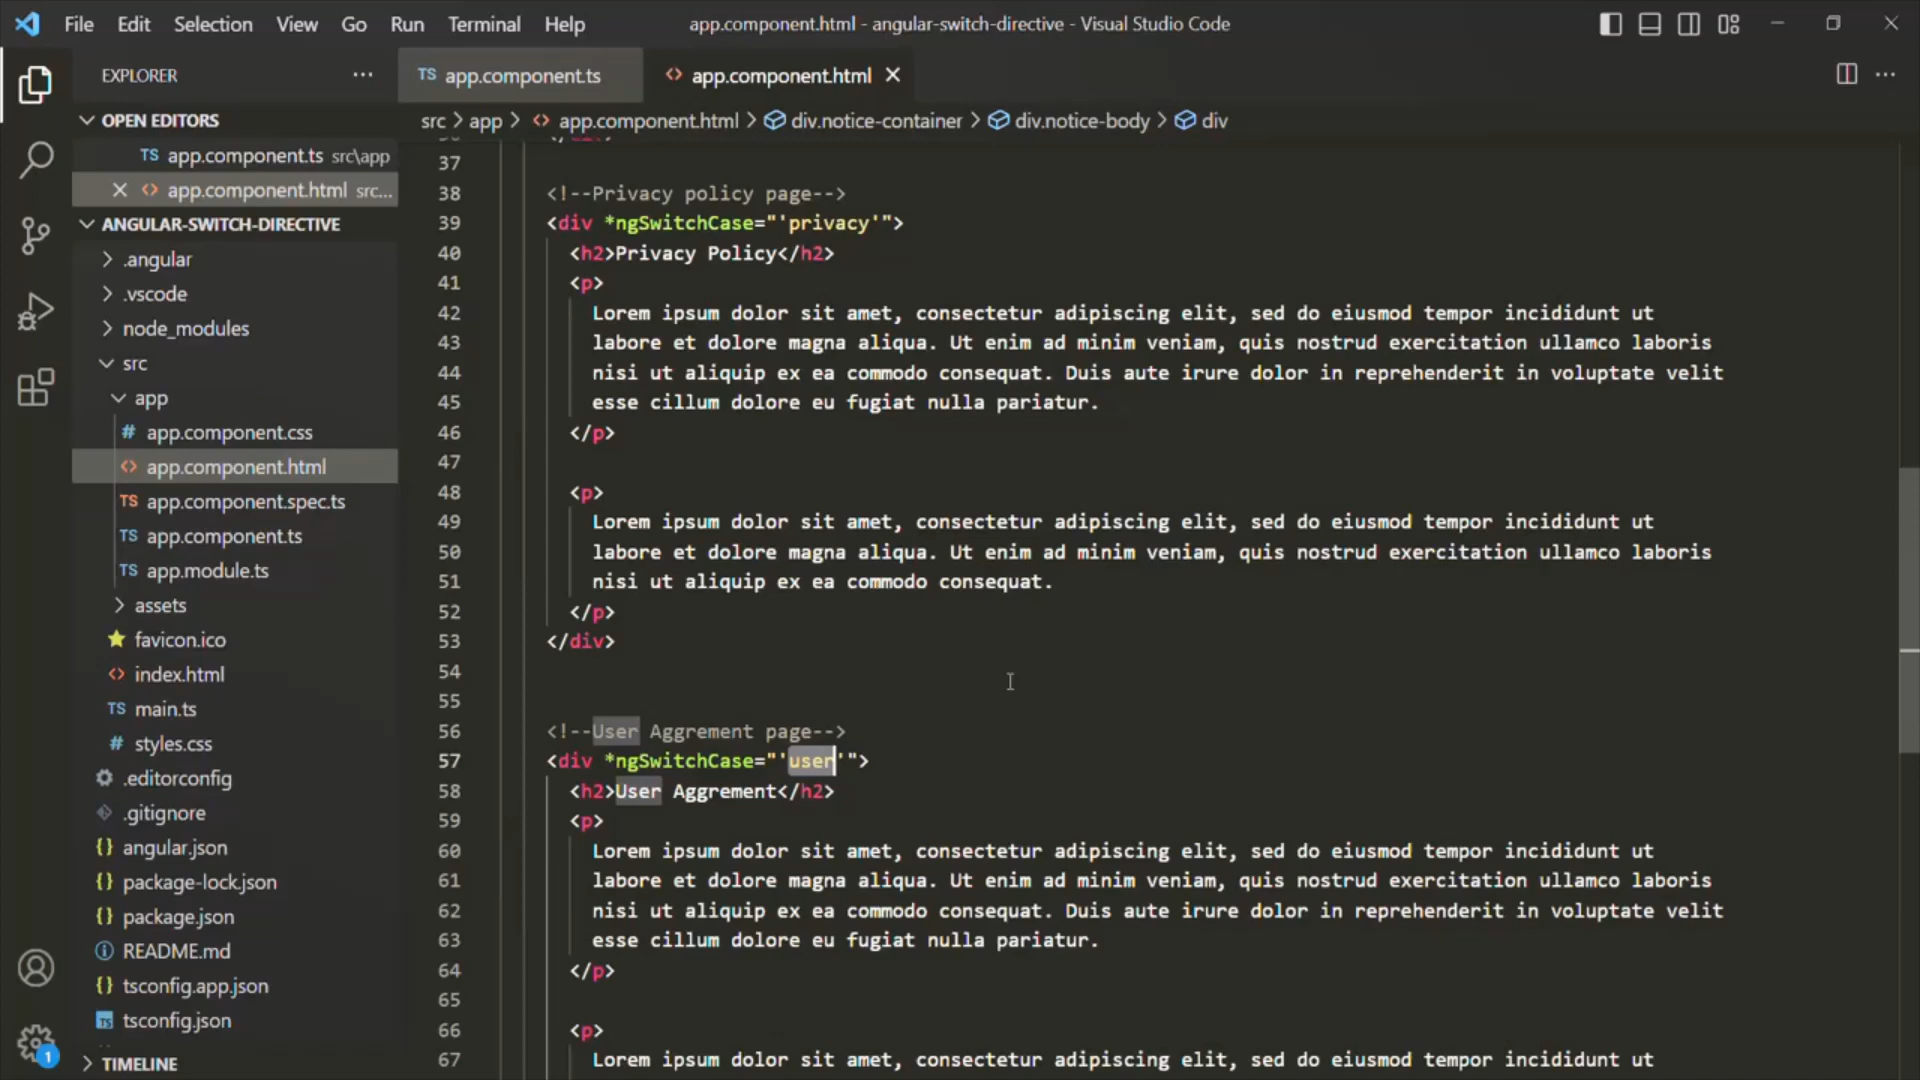 File Edit Selection View Go Run Terminal Help app.component.html - angular-switch-directive - Visual Studio Code
EXPLORER
OPEN EDITORS
TS app.component.ts src\app
app.component.html src...
ANGULAR-SWITCH-DIRECTIVE
.angular
.vscode
node_modules
src
app
# app.component.css
<> app.component.html
TS app.component.spec.ts
TS app.component.ts
TS app.module.ts
assets
favicon.ico
<> index.html
TS main.ts
# styles.css
.editorconfig
.gitignore
{} angular.json
{} package-lock.json
{} package.json
README.md
{} tsconfig.app.json
TS tsconfig.json
TIMELINE
1
TS app.component.ts <> app.component.html
src > app > <> app.component.html > div.notice-container > div.notice-body > div
37
38 <!--Privacy policy page-->
39 <div *ngSwitchCase="'privacy'">
40 <h2>Privacy Policy</h2>
41 <p>
42 Lorem ipsum dolor sit amet, consectetur adipiscing elit, sed do eiusmod tempor incididunt ut
43 labore et dolore magna aliqua. Ut enim ad minim veniam, quis nostrud exercitation ullamco laboris
44 nisi ut aliquip ex ea commodo consequat. Duis aute irure dolor in reprehenderit in voluptate velit
45 esse cillum dolore eu fugiat nulla pariatur.
46 </p>
47
48 <p>
49 Lorem ipsum dolor sit amet, consectetur adipiscing elit, sed do eiusmod tempor incididunt ut
50 labore et dolore magna aliqua. Ut enim ad minim veniam, quis nostrud exercitation ullamco laboris
51 nisi ut aliquip ex ea commodo consequat.
52 </p>
53 </div>
54
55
56 <!--User Aggrement page-->
57 <div *ngSwitchCase="'user'">
58 <h2>User Aggrement</h2>
59 <p>
60 Lorem ipsum dolor sit amet, consectetur adipiscing elit, sed do eiusmod tempor incididunt ut
61 labore et dolore magna aliqua. Ut enim ad minim veniam, quis nostrud exercitation ullamco laboris
62 nisi ut aliquip ex ea commodo consequat. Duis aute irure dolor in reprehenderit in voluptate velit
63 esse cillum dolore eu fugiat nulla pariatur.
64 </p>
65
66 <p>
67 Lorem ipsum dolor sit amet, consectetur adipiscing elit, sed do eiusmod tempor incididunt ut